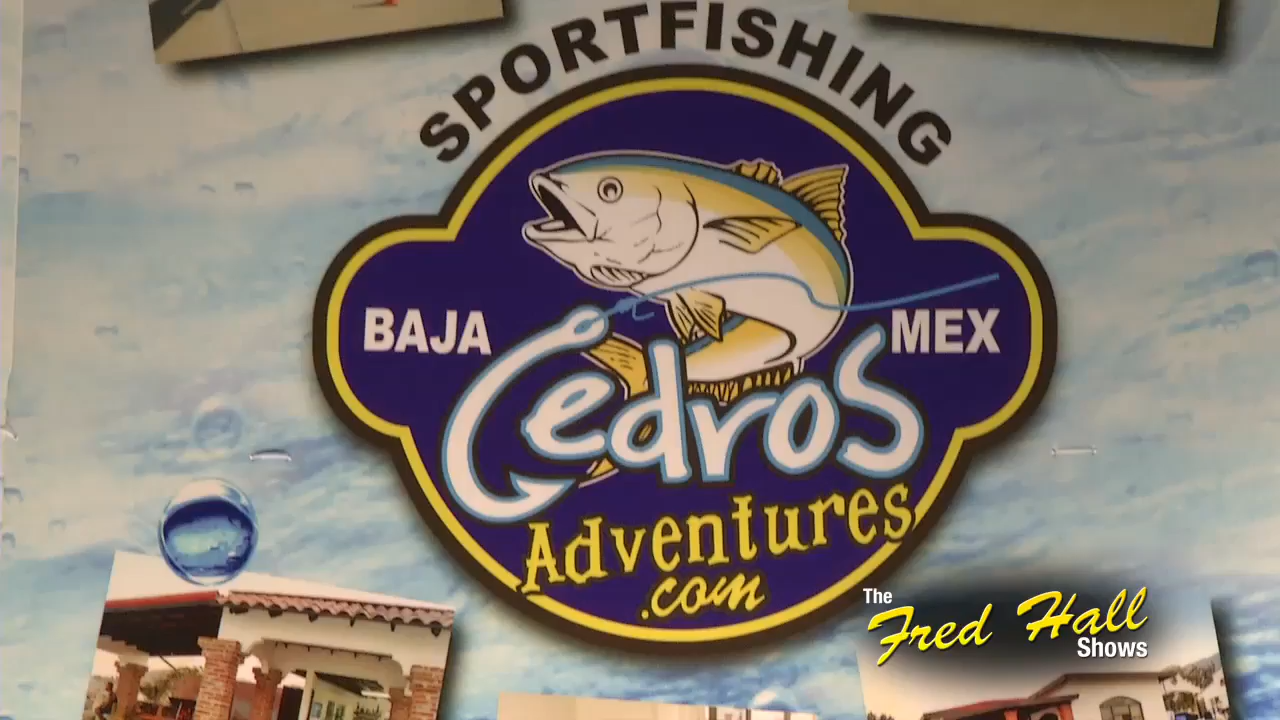 SPORTFISHING
BAJA
MEX
Cedros
Adventures
.com
The
Fred Hall
Shows